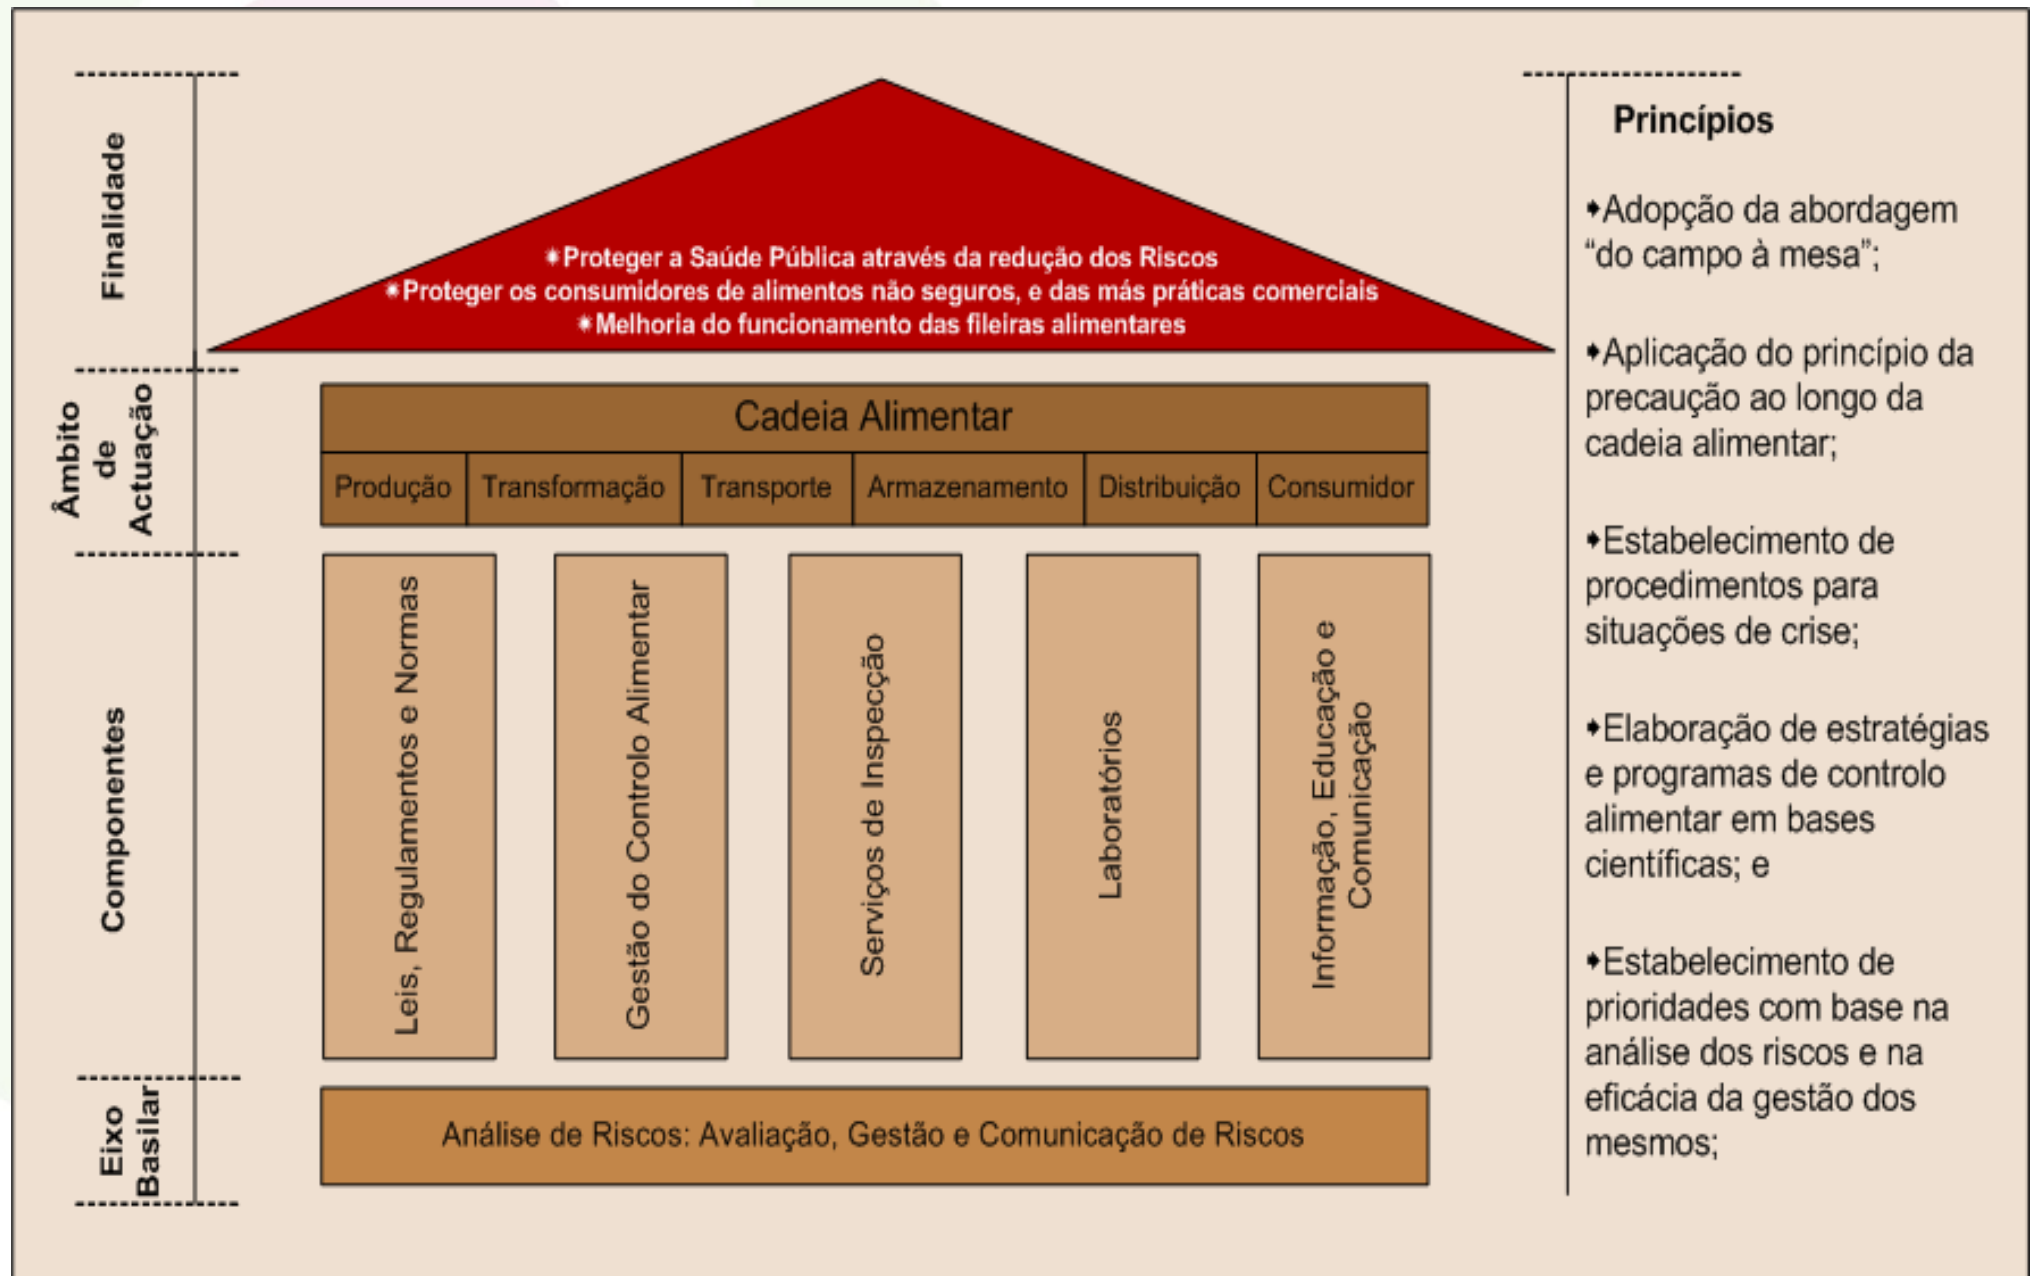 Finalidade
✷Proteger a Saúde Pública através da redução dos Riscos
✷Proteger os consumidores de alimentos não seguros, e das más práticas comerciais
✷Melhoria do funcionamento das fileiras alimentares
Âmbito
de
Actuação
Cadeia Alimentar
Produção
Transformação
Transporte
Armazenamento
Distribuição
Consumidor
Componentes
Leis, Regulamentos e Normas
Gestão do Controlo Alimentar
Serviços de Inspecção
Laboratórios
Informação, Educação e
Comunicação
Eixo
Basilar
Análise de Riscos: Avaliação, Gestão e Comunicação de Riscos
Princípios
➧Adopção da abordagem
“do campo à mesa”;
➧Aplicação do princípio da
precaução ao longo da
cadeia alimentar;
➧Estabelecimento de
procedimentos para
situações de crise;
➧Elaboração de estratégias
e programas de controlo
alimentar em bases
científicas; e
➧Estabelecimento de
prioridades com base na
análise dos riscos e na
eficácia da gestão dos
mesmos;